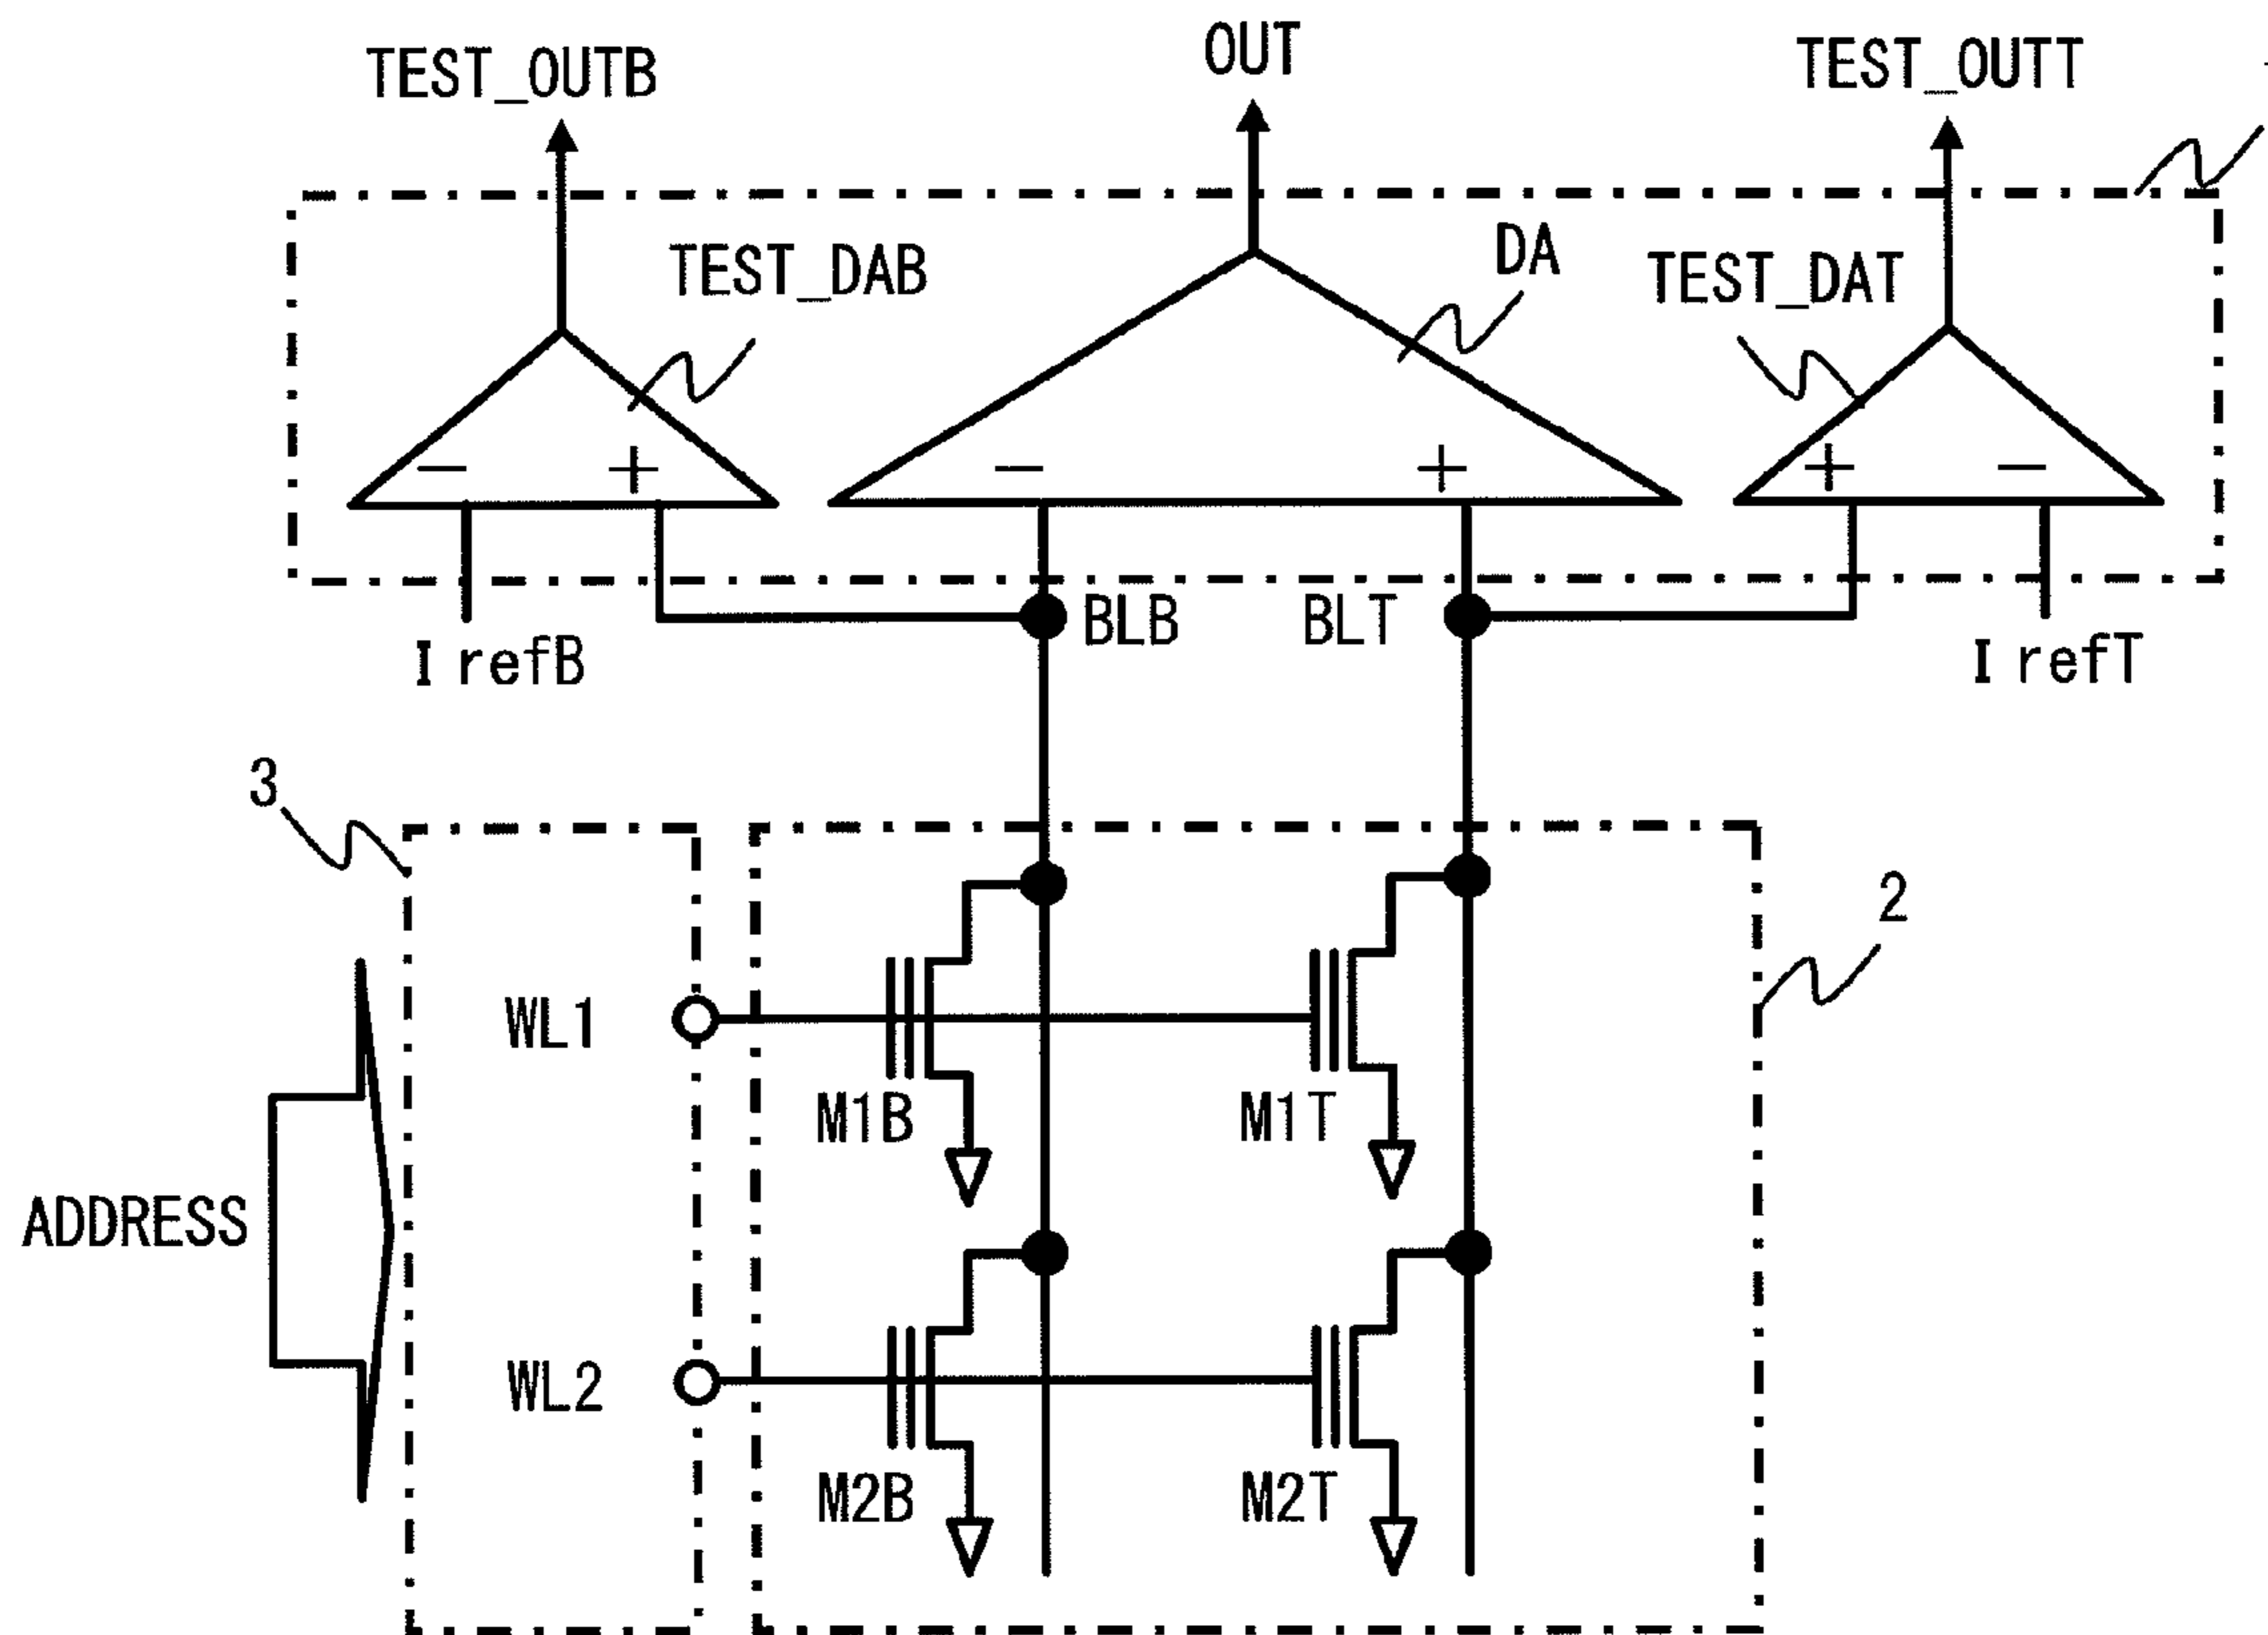 OUT
TEST_OUTB
TEST_OUTT
TEST_DAB
DA
TEST_DAT
−
+
−
+
+
−
BLB
BLT
I refB
I refT
3
2
WL1
M1B
M1T
ADDRESS
WL2
M2B
M2T